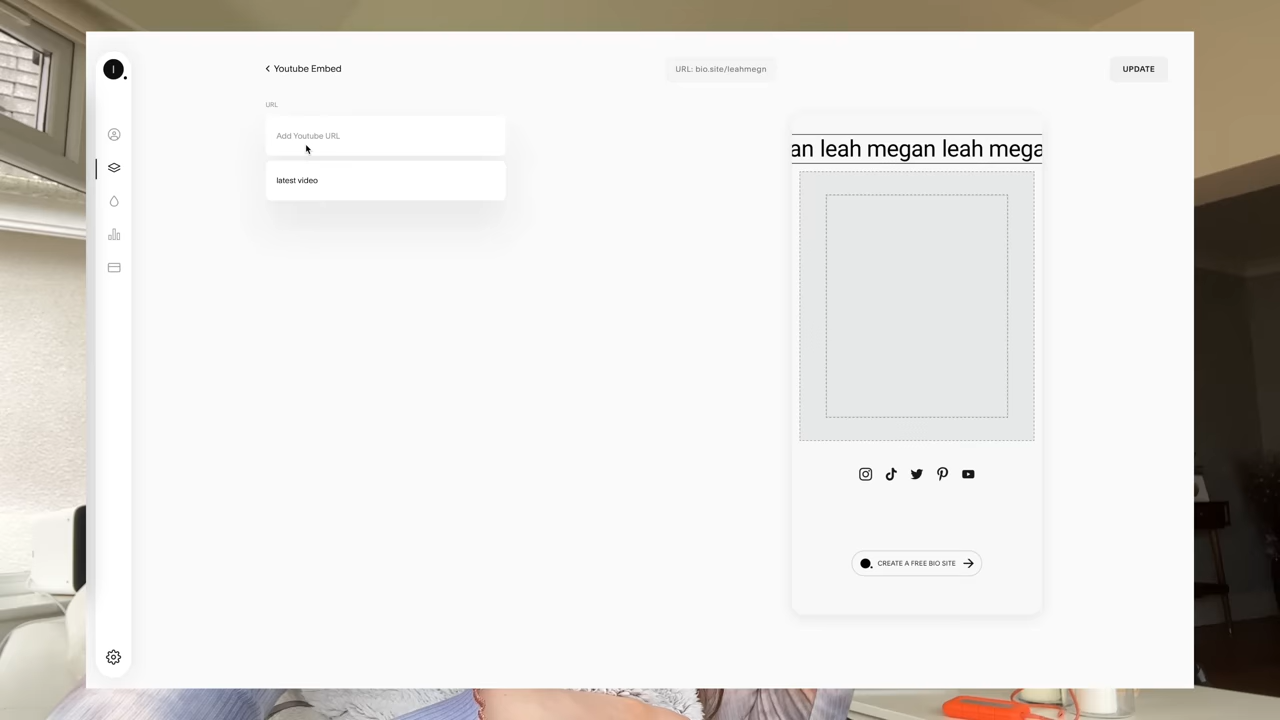 Youtube Embed
URL: bio.site/leahmegn
UPDATE
URL
Add Youtube URL
latest video
an leah megan leah mega
CREATE A FREE BIO SITE